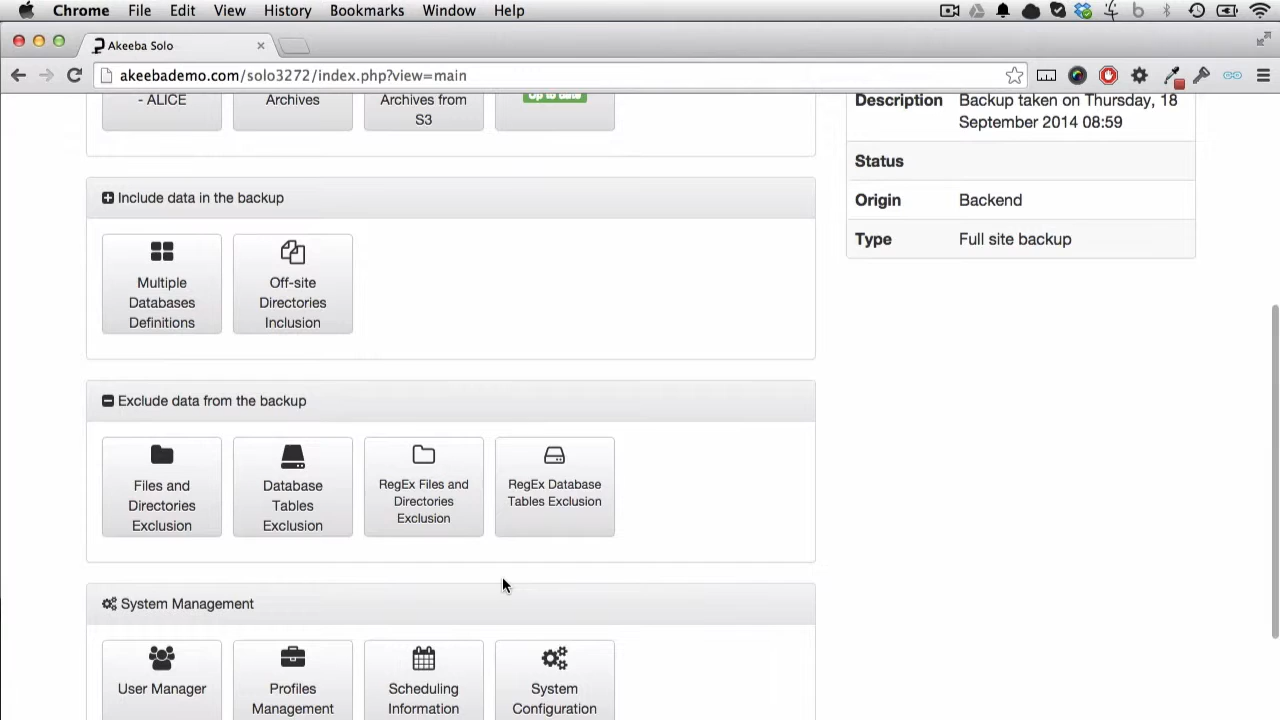 Chrome File Edit View History Bookmarks Window Help
Akeeba Solo
akeebademo.com/solo3272/index.php?view=main
- ALICE
Archives
Archives from
S3
Up to date
Description Backup taken on Thursday, 18
September 2014 08:59
Status
Origin Backend
Type Full site backup
Include data in the backup
Multiple
Databases
Definitions
Off-site
Directories
Inclusion
Exclude data from the backup
Files and
Directories
Exclusion
Database
Tables
Exclusion
RegEx Files and
Directories
Exclusion
RegEx Database
Tables Exclusion
System Management
User Manager
Profiles
Management
Scheduling
Information
System
Configuration